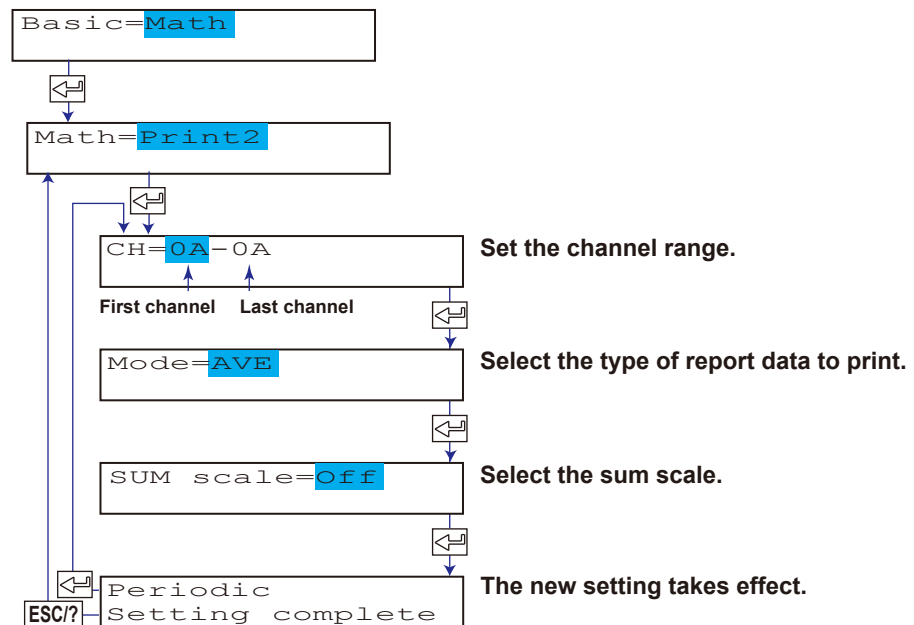 Basic=Math
Math=Print2
CH=0A-0A
Set the channel range.
First channel Last channel
Mode=AVE
Select the type of report data to print.
SUM scale=Off
Select the sum scale.
Periodic
The new setting takes effect.
ESC/?
Setting complete